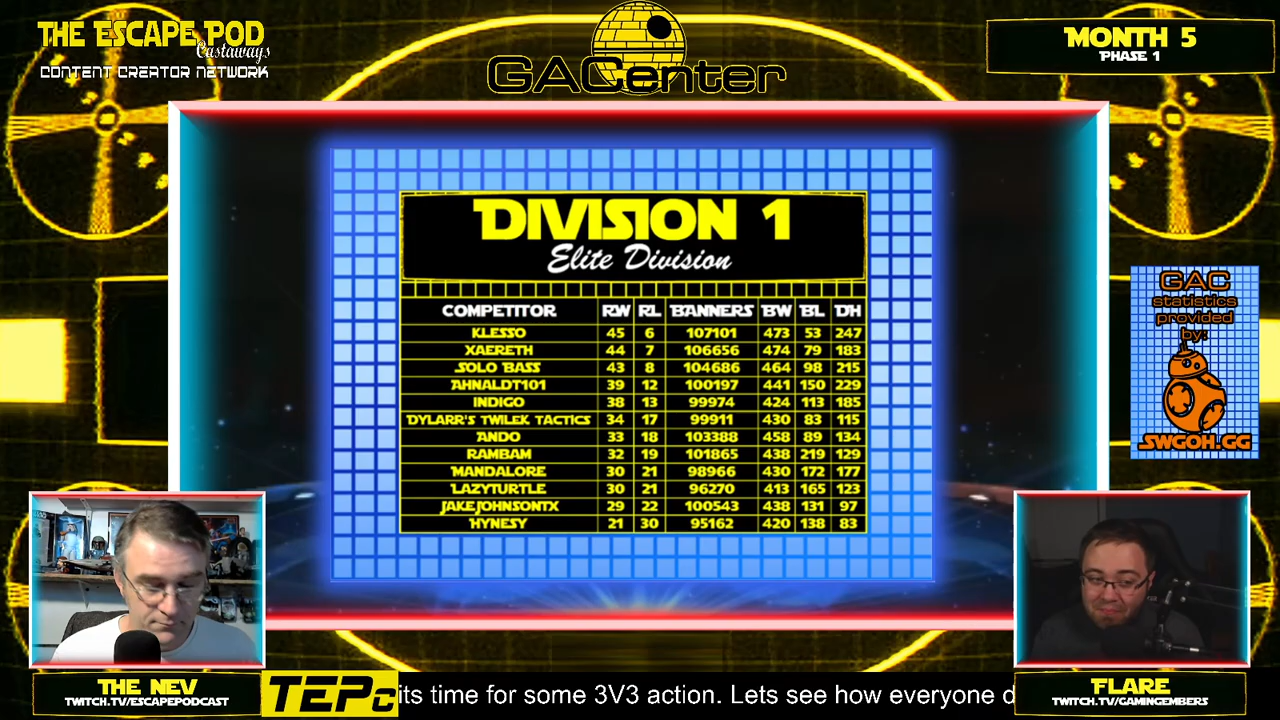 THE ESCAPE POD
Castaways
CONTENT CREATOR NETWORK
GACenter
MONTH 5
PHASE 1
DIVISION 1
Elite Division
COMPETITOR RW RL BANNERS BW BL DH
KLESSO 45 6 107101 473 53 247
XAERETH 44 7 106656 474 79 183
SOLO BASS 43 8 104686 464 98 215
AHNALDT101 39 12 100197 441 150 229
INDIGO 38 13 99974 424 113 185
DYLARR'S TWILEK TACTICS 34 17 99911 430 83 115
ANDO 33 18 103388 458 89 134
RAMBAM 32 19 101865 438 219 129
MANDALORE 30 21 98966 430 172 177
LAZYTURTLE 30 21 96270 413 165 123
JAKEJOHNSONTX 29 22 100543 438 131 97
HYNESY 21 30 95162 420 138 83
GAC
statistics
provided
by:
SWGOH.GG
THE NEV
TWITCH.TV/ESCAPEPODCAST
TEPc
its time for some 3V3 action. Lets see how everyone d
FLARE
TWITCH.TV/GAMINGEMBERS